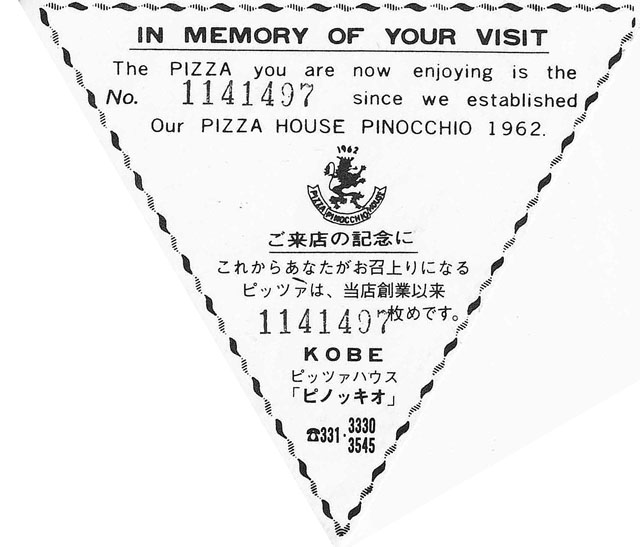 IN MEMORY OF YOUR VISIT
The PIZZA you are now enjoying is the
No. 1141497 since we established
Our PIZZA HOUSE PINOCCHIO 1962.
1962
PIZZA PINOCCHIO HOUSE
ご来店の記念に
これからあなたがお召上りになる
ピッツァは、当店創業以来
1141497枚めです。
KOBE
ピッツァハウス
「ピノッキオ」
☎331-3330
3545